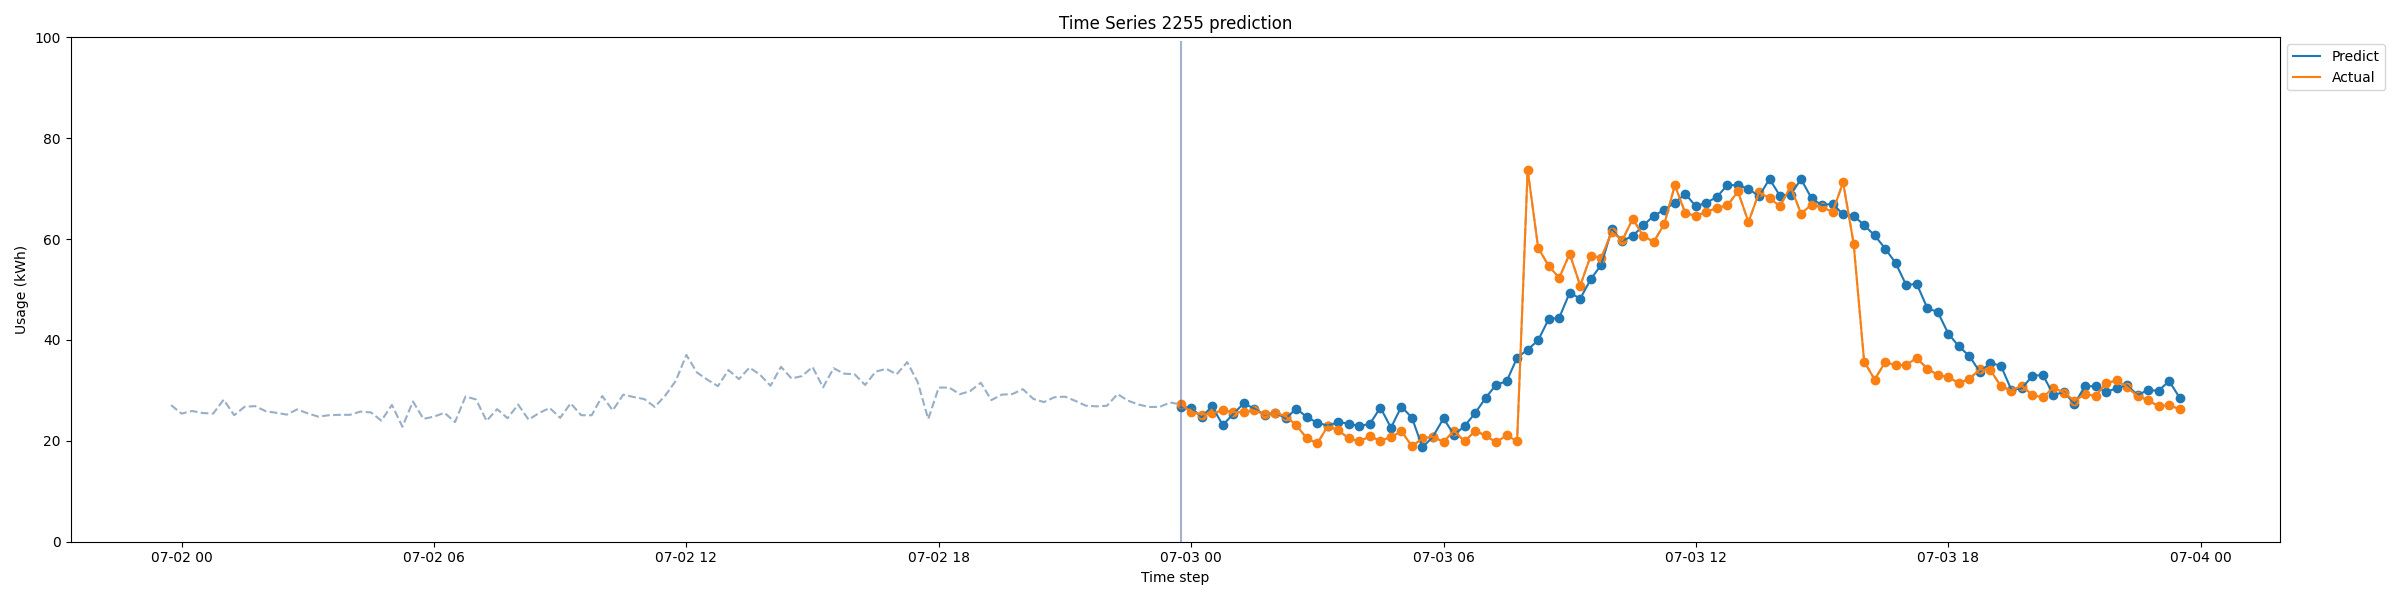 Time Series 2255 prediction
100
80
60
40
20
0
Usage (kWh)
Predict
Actual
07-02 00 07-02 06 07-02 12 07-02 18 07-03 00 07-03 06 07-03 12 07-03 18 07-04 00
Time step